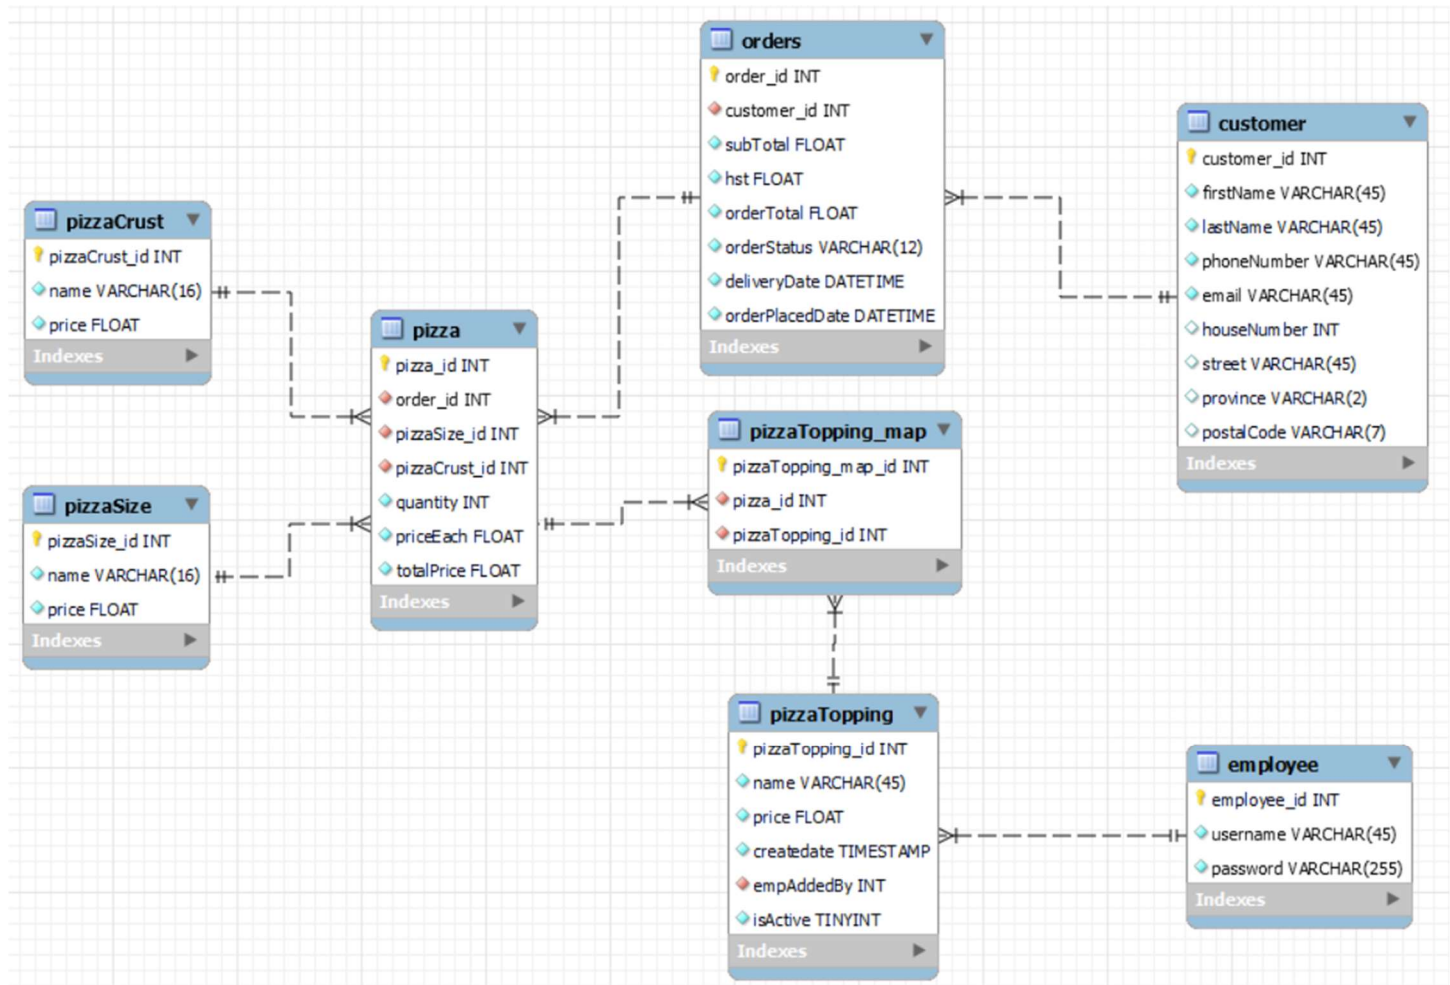 orders
order_id INT
customer_id INT
subTotal FLOAT
hst FLOAT
orderTotal FLOAT
orderStatus VARCHAR(12)
deliveryDate DATETIME
orderPlacedDate DATETIME
Indexes
customer
customer_id INT
firstName VARCHAR(45)
lastName VARCHAR(45)
phoneNumber VARCHAR(45)
email VARCHAR(45)
houseNumber INT
street VARCHAR(45)
province VARCHAR(2)
postalCode VARCHAR(7)
Indexes
pizzaCrust
pizzaCrust_id INT
name VARCHAR(16)
price FLOAT
Indexes
pizza
pizza_id INT
order_id INT
pizzaSize_id INT
pizzaCrust_id INT
quantity INT
priceEach FLOAT
totalPrice FLOAT
Indexes
pizzaTopping_map
pizzaTopping_map_id INT
pizza_id INT
pizzaTopping_id INT
Indexes
pizzaSize
pizzaSize_id INT
name VARCHAR(16)
price FLOAT
Indexes
pizzaTopping
pizzaTopping_id INT
name VARCHAR(45)
price FLOAT
createdate TIMESTAMP
empAddedBy INT
isActive TINYINT
Indexes
employee
employee_id INT
username VARCHAR(45)
password VARCHAR(255)
Indexes